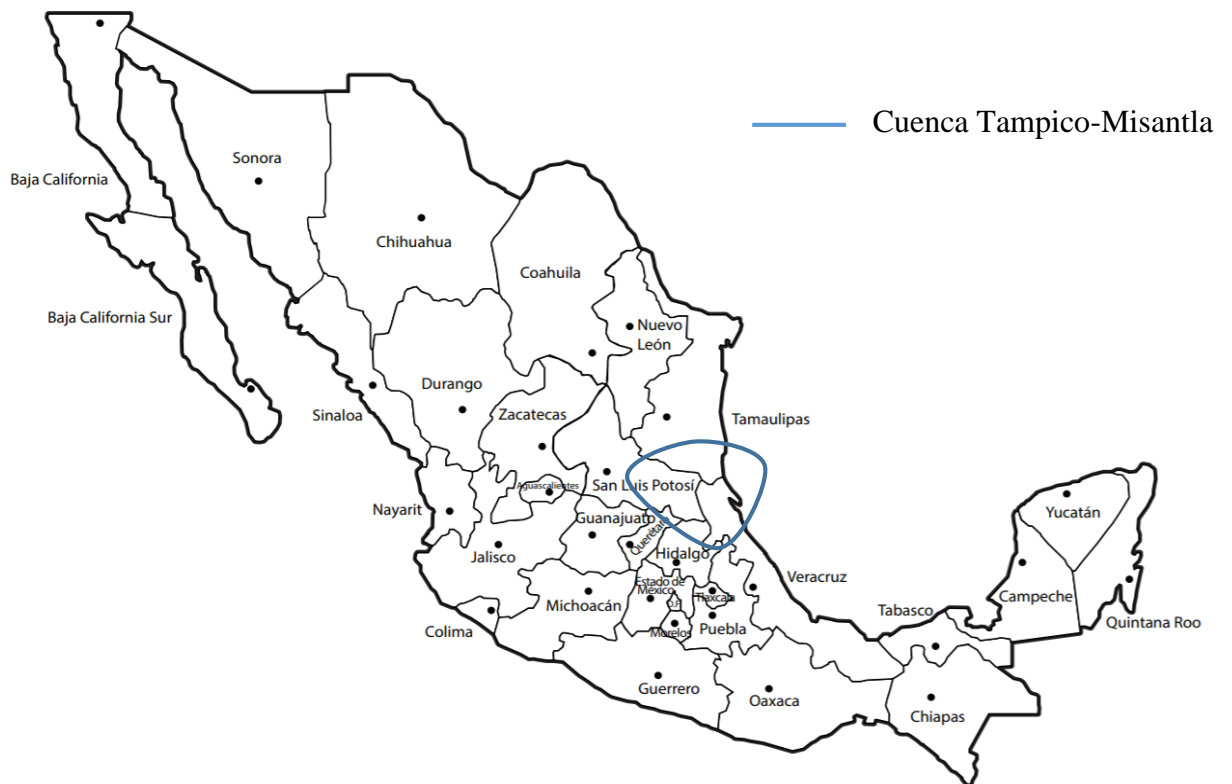 Cuenca Tampico-Misantla
Sonora
Baja California
Chihuahua
Coahuila
Baja California Sur
Nuevo
León
Durango
Zacatecas
Sinaloa
Tamaulipas
San Luis Potosí
Aguascalientes
Nayarit
Guanajuato
Querétaro
Yucatán
Jalisco
Hidalgo
Veracruz
Estado de
México
Tlaxcala
Campeche
Michoacán
D.F.
Tabasco
Quintana Roo
Colima
Morelos
Puebla
Guerrero
Oaxaca
Chiapas